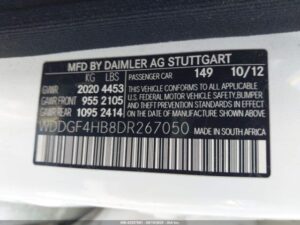 MFD BY DAIMLER AG STUTTGART
KG LBS PASSENGER CAR 149 10/12
GVWR 2020 4453
GAWR FRONT 955 2105
GAWR REAR 1095 2414
THIS VEHICLE CONFORMS TO ALL APPLICABLE
U.S. FEDERAL MOTOR VEHICLE SAFETY, BUMPER
AND THEFT PREVENTION STANDARDS IN EFFECT
ON THE DATE OF MANUFACTURE SHOWN ABOVE.
WDDGF4HB8DR267050
MADE IN SOUTH AFRICA